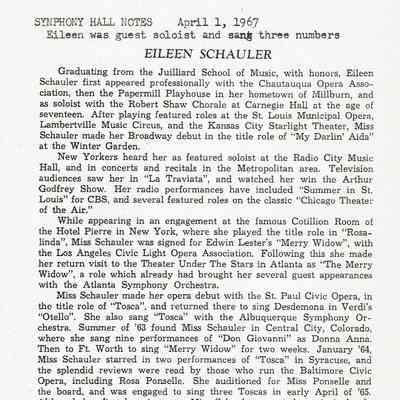 SYMPHONY HALL NOTES April 1, 1967
Eileen was guest soloist and sang three numbers
EILEEN SCHAULER
Graduating from the Juilliard School of Music, with honors, Eileen
Schauler first appeared professionally with the Chautauqua Opera Asso-
ciation, then the Papermill Playhouse in her hometown of Millburn, and
as soloist with the Robert Shaw Chorale at Carnegie Hall at the age of
seventeen. After playing featured roles at the St. Louis Municipal Opera,
Lambertville Music Circus, and the Kansas City Starlight Theater, Miss
Schauler made her Broadway debut in the title role of "My Darlin' Aida"
at the Winter Garden.
New Yorkers heard her as featured soloist at the Radio City Music
Hall, and in concerts and recitals in the Metropolitan area. Television
audiences saw her in "La Traviata", and watched her win the Arthur
Godfrey Show. Her radio performances have included "Summer in St.
Louis" for CBS, and several featured roles on the classic "Chicago Theater
of the Air."
While appearing in an engagement at the famous Cotillion Room of
the Hotel Pierre in New York, where she played the title role in "Rosa-
linda", Miss Schauler was signed for Edwin Lester's "Merry Widow", with
the Los Angeles Civic Light Opera Association. Following this she made
her return visit to the Theater Under The Stars in Atlanta as "The Merry
Widow", a role which already had brought her several guest appearances
with the Atlanta Symphony Orchestra.
Miss Schauler made her opera debut with the St. Paul Civic Opera, in
the title role of "Tosca", and returned there to sing Desdemona in Verdi's
"Otello". She also sang "Tosca" with the Albuquerque Symphony Or-
chestra. Summer of '63 found Miss Schauler in Central City, Colorado,
where she sang nine performances of "Don Giovanni" as Donna Anna.
Then to Ft. Worth to sing "Merry Widow" for two weeks. January '64,
Miss Schauler starred in two performances of "Tosca" in Syracuse, and
the splendid reviews were read by those who run the Baltimore Civic
Opera, including Rosa Ponselle. She auditioned for Miss Ponselle and
the board, and was engaged to sing three Toscas in early April of '65.